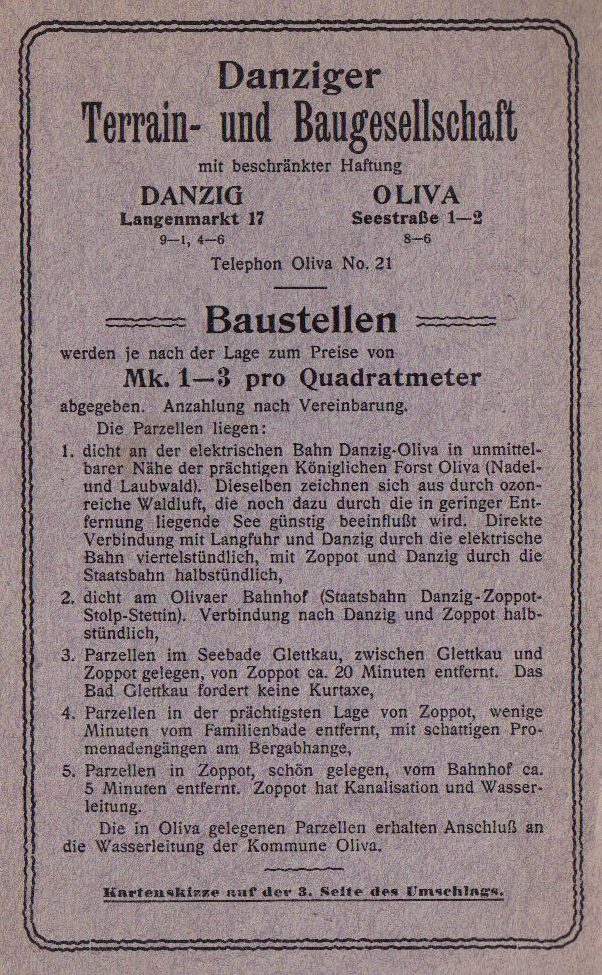 Danziger
Terrain- und Baugesellschaft
mit beschränkter Haftung
DANZIG OLIVA
Langenmarkt 17 Seestraße 1—2
9—1, 4—6 8—6
Telephon Oliva No. 21
Baustellen
werden je nach der Lage zum Preise von
Mk. 1—3 pro Quadratmeter
abgegeben. Anzahlung nach Vereinbarung.
Die Parzellen liegen:
1. dicht an der elektrischen Bahn Danzig-Oliva in unmittel-
barer Nähe der prächtigen Königlichen Forst Oliva (Nadel-
und Laubwald). Dieselben zeichnen sich aus durch ozon-
reiche Waldluft, die noch dazu durch die in geringer Ent-
fernung liegende See günstig beeinflußt wird. Direkte
Verbindung mit Langfuhr und Danzig durch die elektrische
Bahn viertelstündlich, mit Zoppot und Danzig durch die
Staatsbahn halbstündlich,
2. dicht am Olivaer Bahnhof (Staatsbahn Danzig-Zoppot-
Stolp-Stettin). Verbindung nach Danzig und Zoppot halb-
stündlich,
3. Parzellen im Seebade Glettkau, zwischen Glettkau und
Zoppot gelegen, von Zoppot ca. 20 Minuten entfernt. Das
Bad Glettkau fordert keine Kurtaxe,
4. Parzellen in der prächtigsten Lage von Zoppot, wenige
Minuten vom Familienbade entfernt, mit schattigen Pro-
menadengängen am Bergabhange,
5. Parzellen in Zoppot, schön gelegen, vom Bahnhof ca.
5 Minuten entfernt. Zoppot hat Kanalisation und Wasser-
leitung.
Die in Oliva gelegenen Parzellen erhalten Anschluß an
die Wasserleitung der Kommune Oliva.
Kartenskizze auf der 3. Seite des Umschlags.